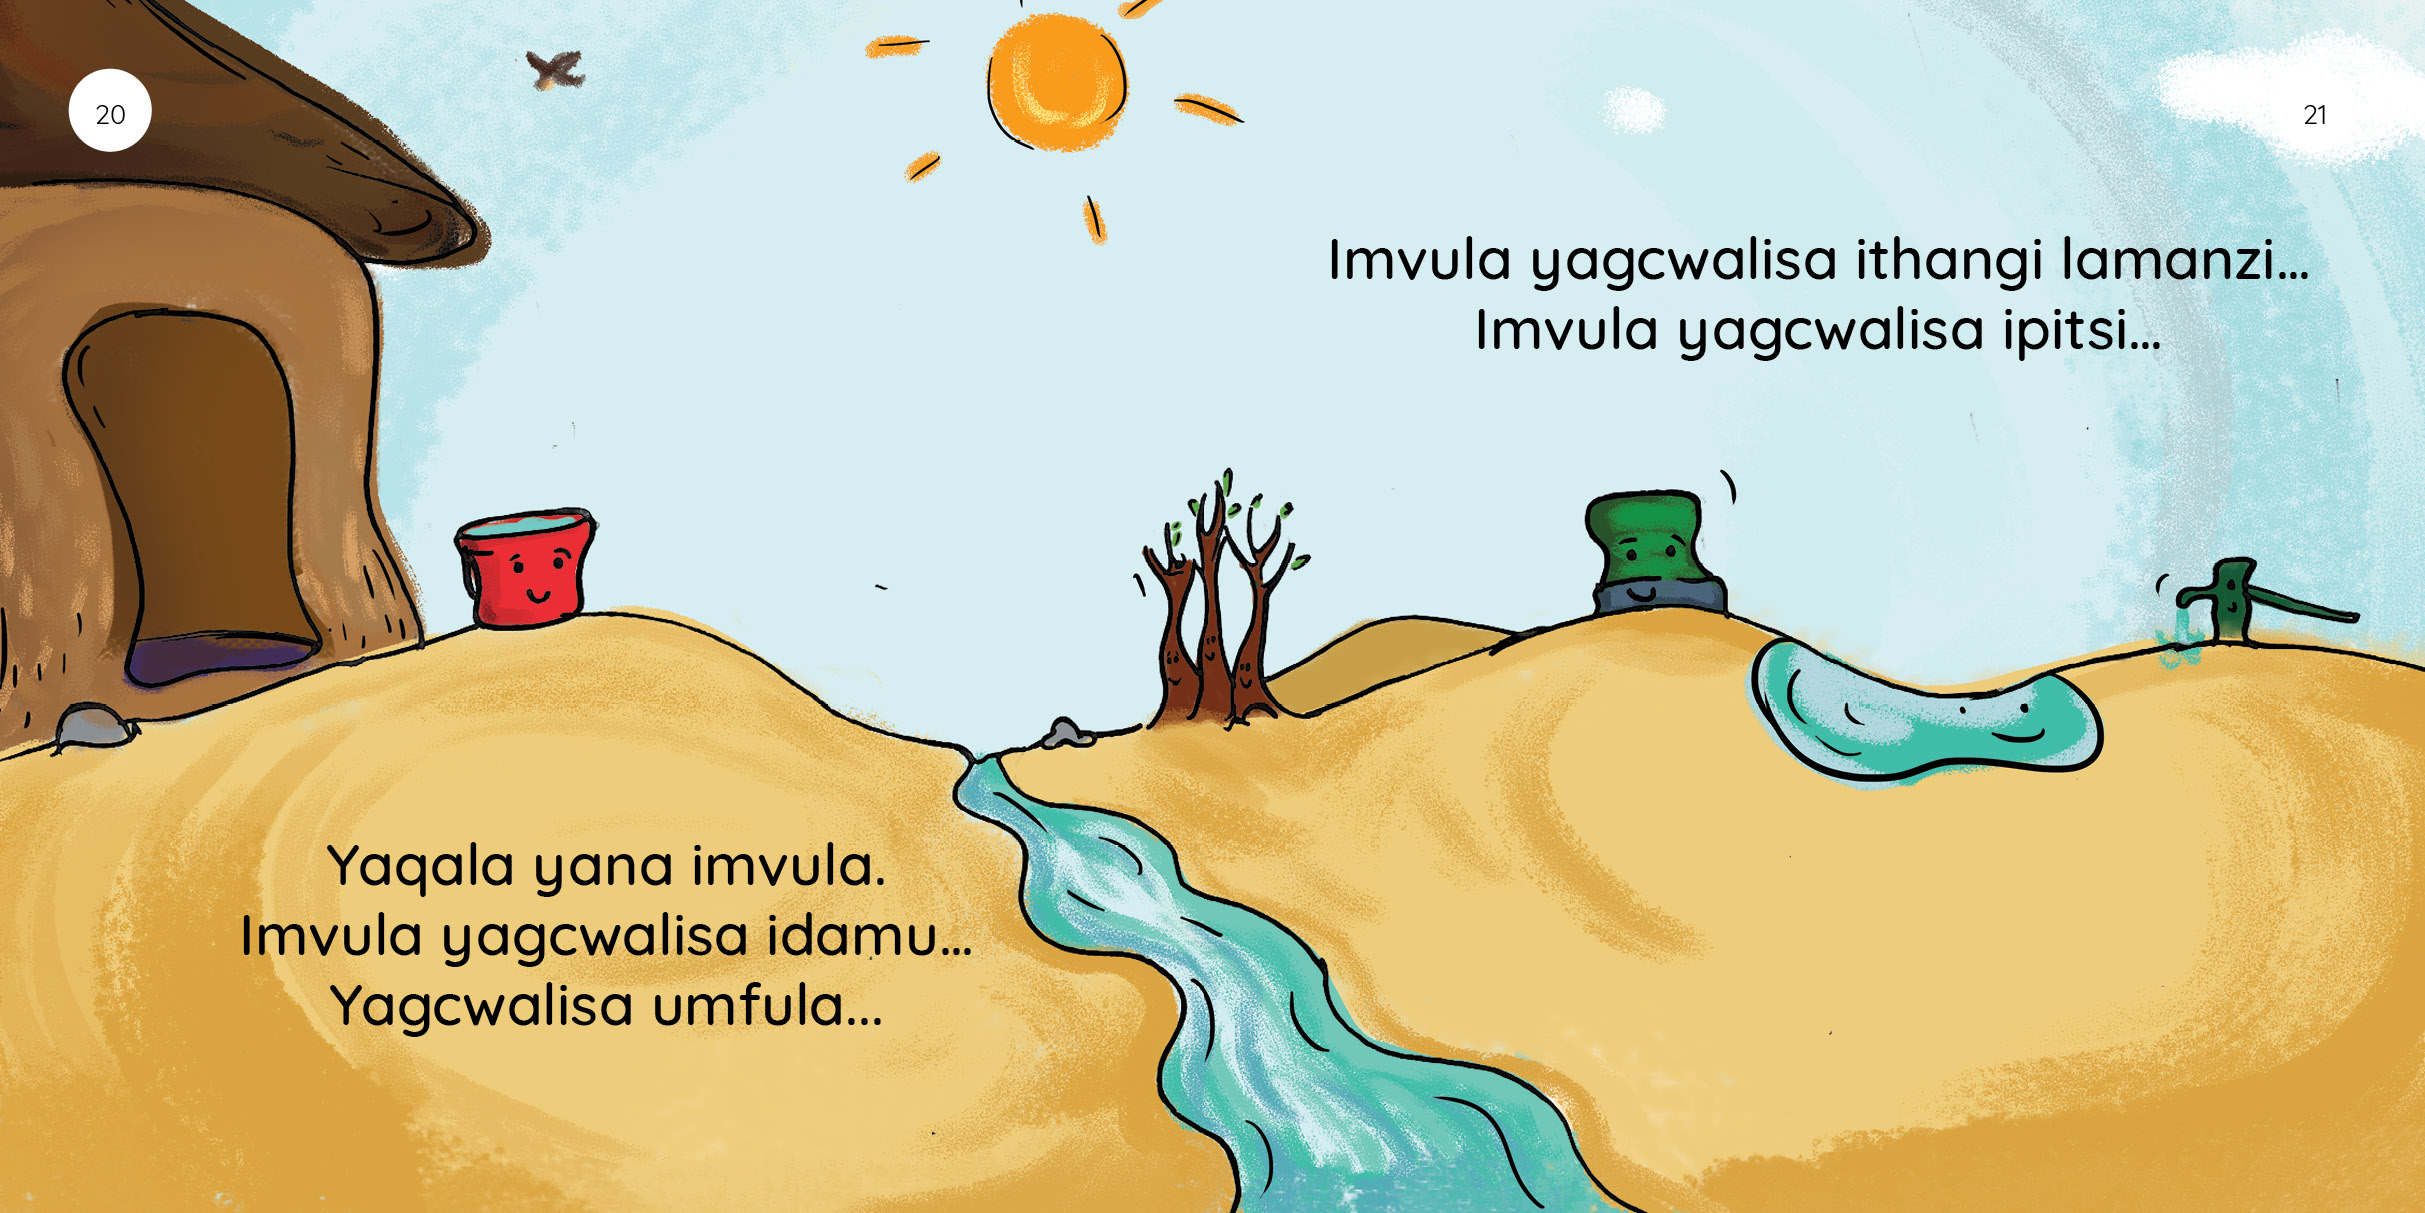 20
Yaqala yana imvula.
Imvula yagcwalisa idamu...
Yagcwalisa umfula...
21
Imvula yagcwalisa ithangi lamanzi...
Imvula yagcwalisa ipitsi...